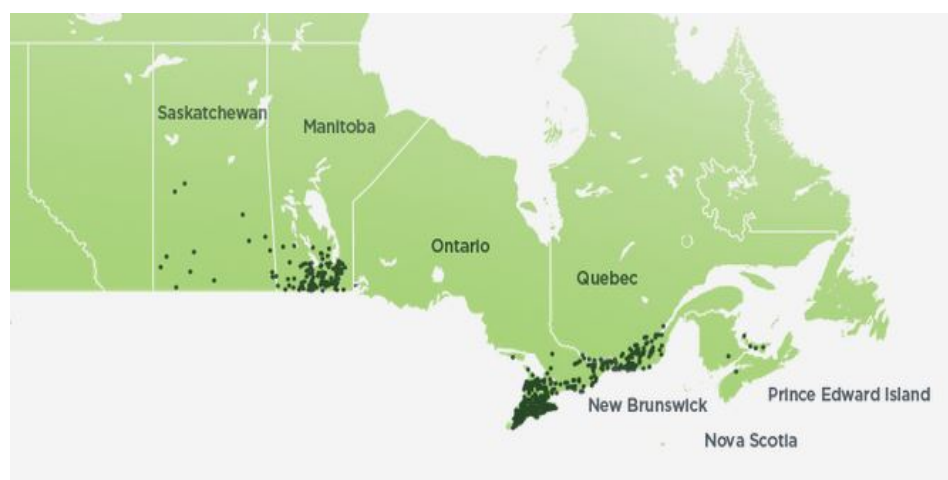 Saskatchewan
Manitoba
Ontario
Quebec
New Brunswick
Prince Edward Island
Nova Scotia